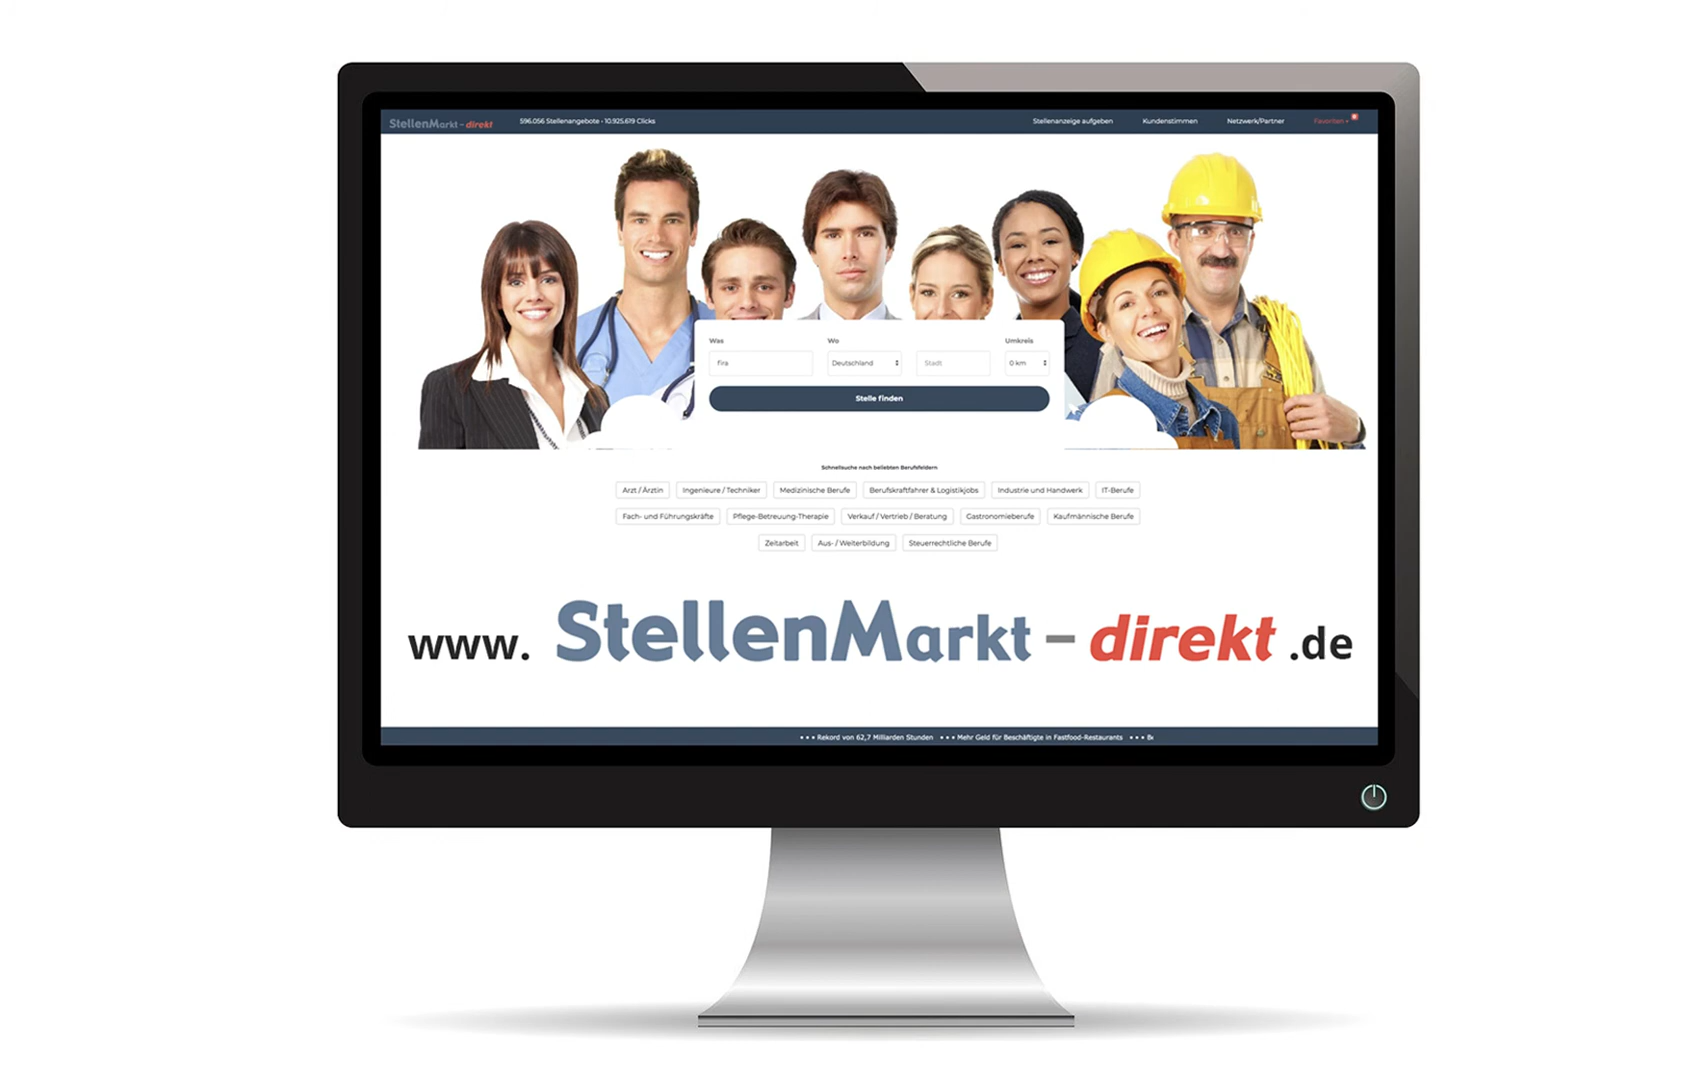 StellenMarkt - direkt 596.056 Stellenangebote - 10.925.619 Clicks Stellenanzeige aufgeben Kundenstimmen Netzwerk/Partner Favoriten
Was Wo Umkreis
fira Deutschland Stadt 0 km
Stelle finden
Schnellsuche nach beliebten Berufsfeldern
Arzt / Ärztin Ingenieure / Techniker Medizinische Berufe Berufskraftfahrer & Logistikjobs Industrie und Handwerk IT-Berufe
Fach- und Führungskräfte Pflege-Betreuung-Therapie Verkauf / Vertrieb / Beratung Gastronomieberufe Kaufmännische Berufe
Zeitarbeit Aus- / Weiterbildung Steuerrechtliche Berufe
www. StellenMarkt - direkt .de
• • • Rekord von 62,7 Milliarden Stunden • • • Mehr Geld für Beschäftigte in Fastfood-Restaurants • • •